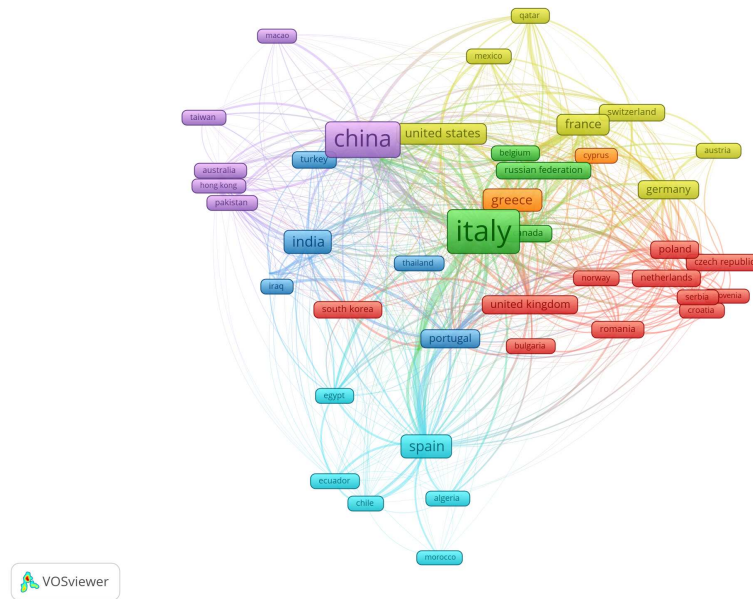 qatar
macao
mexico
switzerland
taiwan
france
united states
china
austria
belgium
cyprus
turkey
russian federation
australia
hong kong
germany
pakistan
greece
italy
anada
india
poland
thailand
czech republic
norway
netherlands
iraq
serbia
ovenia
united kingdom
south korea
croatia
romania
portugal
bulgaria
egypt
spain
ecuador
algeria
chile
morocco
VOSviewer